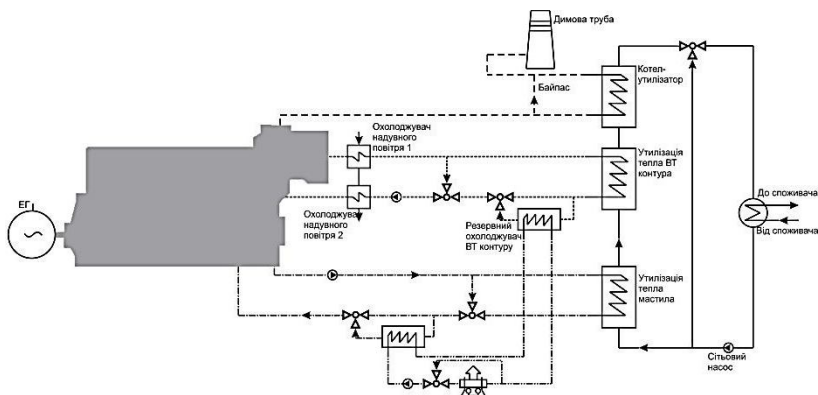 Димова труба
Котел-
утилізатор
Байпас
Охолоджувач
надувного
повітря 1
Утилізація
тепла ВТ
контура
ЕГ
До споживача
Від споживача
Охолоджувач
надувного
повітря 2
Резервний
охолоджувач
ВТ контуру
Утилізація
тепла
мастила
Сітьовий
насос